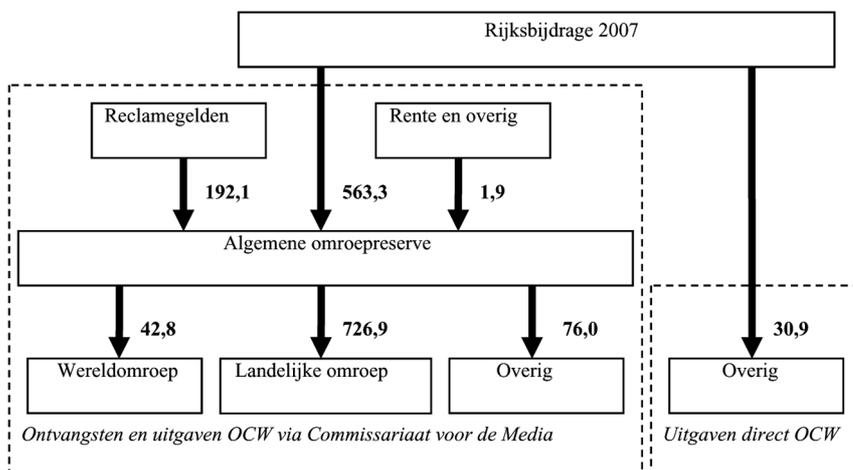 Rijksbijdrage 2007
Reclamegelden
Rente en overig
192,1
563,3
1,9
Algemene omroepreserve
42,8
726,9
76,0
30,9
Wereldomroep
Landelijke omroep
Overig
Overig
Ontvangsten en uitgaven OCW via Commissariaat voor de Media
Uitgaven direct OCW